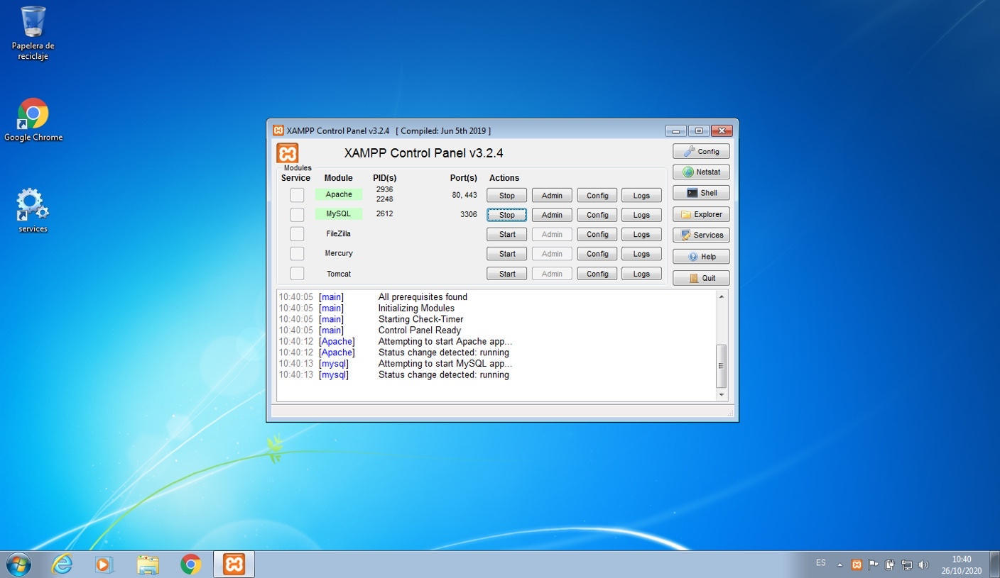 Papelera de
reciclaje
Google Chrome
services
XAMPP Control Panel v3.2.4 [ Compiled: Jun 5th 2019 ]
XAMPP Control Panel v3.2.4
Modules
Service Module PID(s) Port(s) Actions
Apache 2936 2248 80, 443 Stop Admin Config Logs
MySQL 2612 3306 Stop Admin Config Logs
FileZilla Start Admin Config Logs
Mercury Start Admin Config Logs
Tomcat Start Admin Config Logs
Config
Netstat
Shell
Explorer
Services
Help
Quit
10:40:05 [main] All prerequisites found
10:40:05 [main] Initializing Modules
10:40:05 [main] Starting Check-Timer
10:40:05 [main] Control Panel Ready
10:40:12 [Apache] Attempting to start Apache app...
10:40:12 [Apache] Status change detected: running
10:40:13 [mysql] Attempting to start MySQL app...
10:40:13 [mysql] Status change detected: running
ES
10:40
26/10/2020